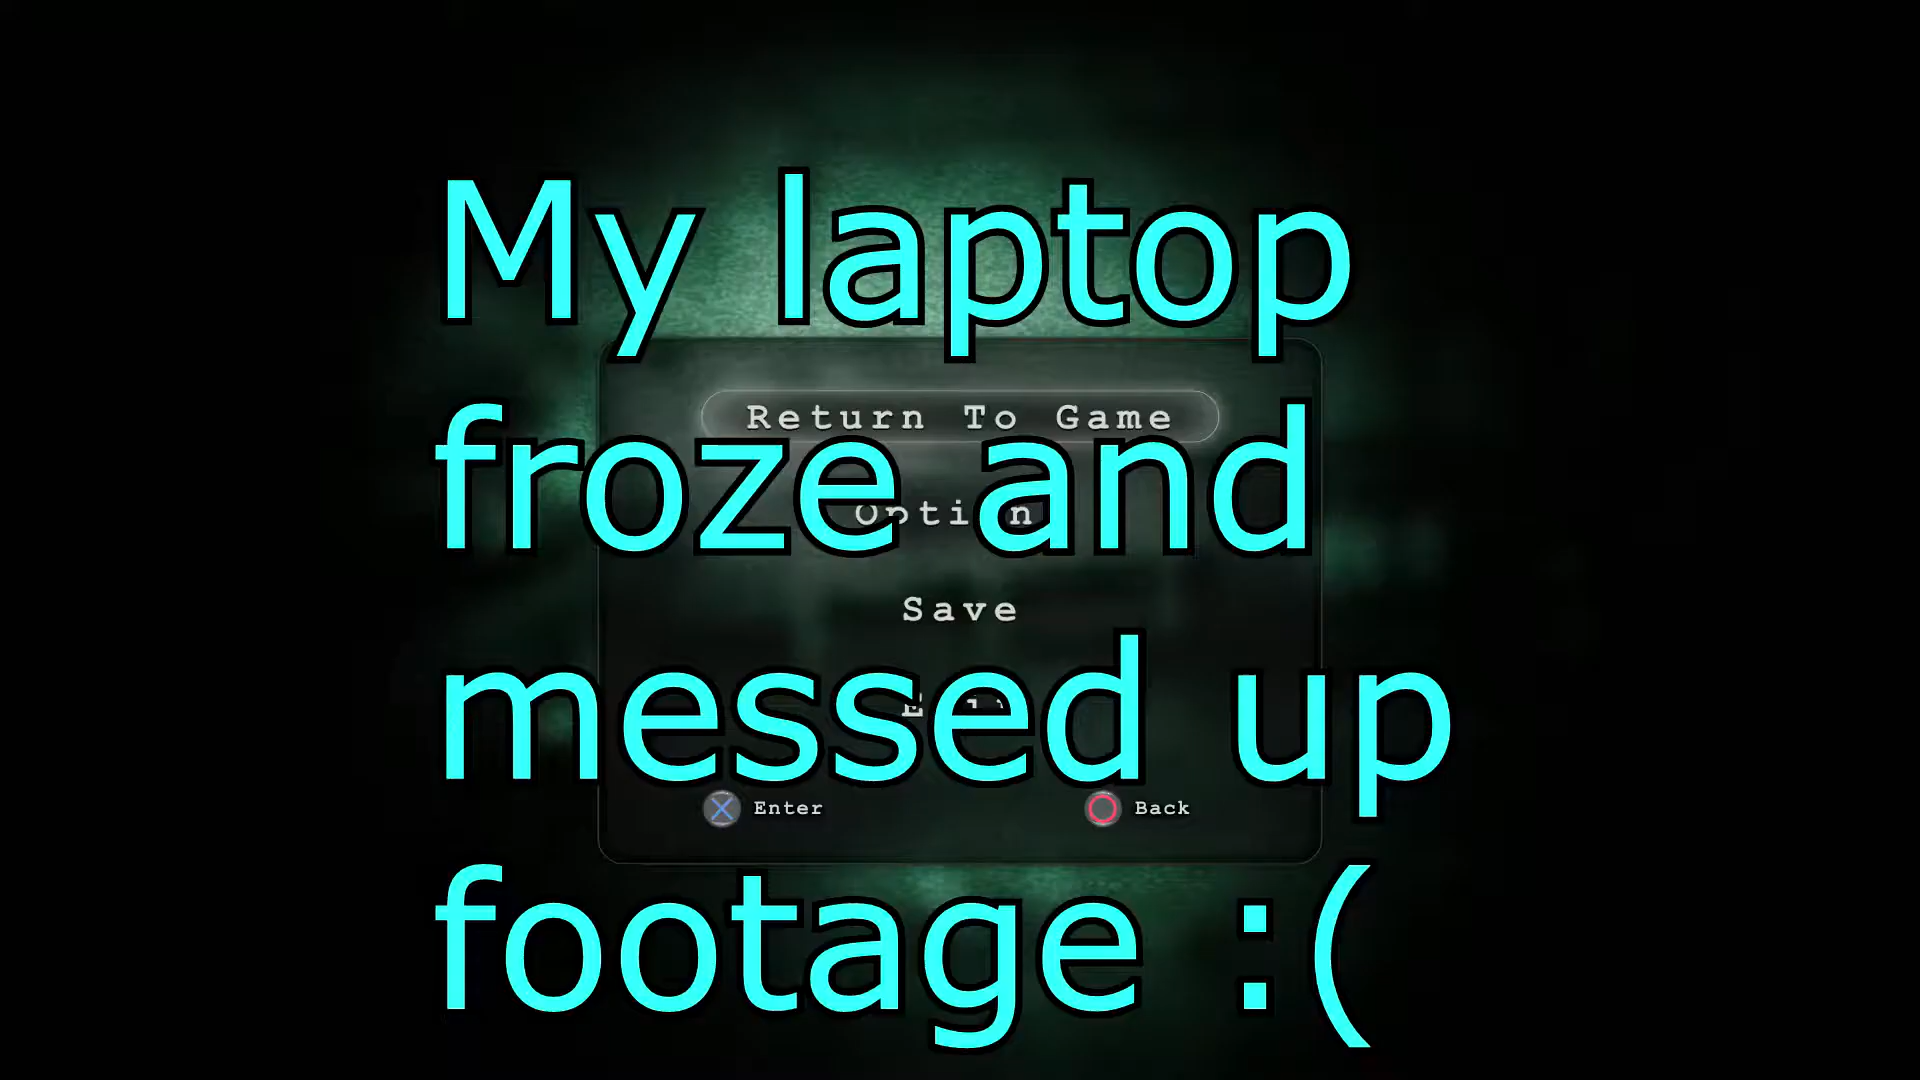 My laptop
Return To Game
froze and
Save
messed up
Enter
Back
footage :(